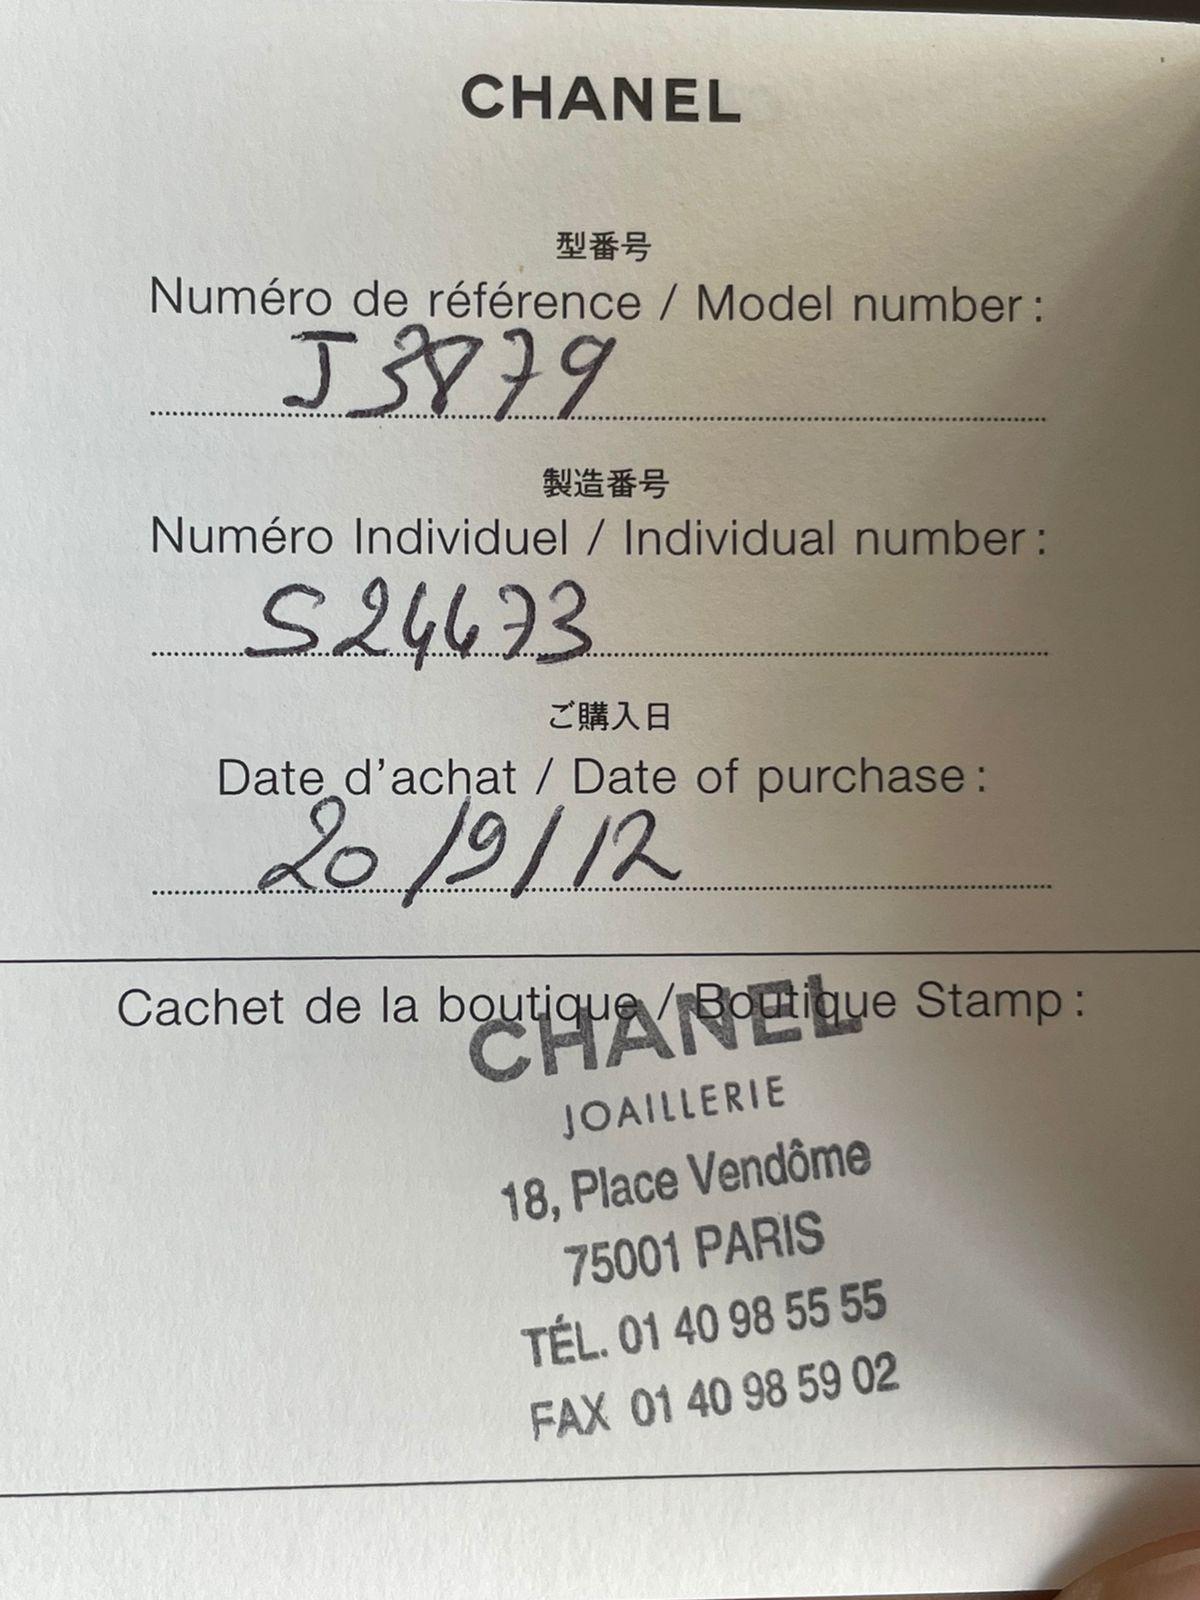 CHANEL
型番号
Numéro de référence / Model number :
J3879
製造番号
Numéro Individuel / Individual number :
S24473
ご購入日
Date d'achat / Date of purchase :
20/9/12
Cachet de la boutique / Boutique Stamp :
CHANEL
JOAILLERIE
18, Place Vendôme
75001 PARIS
TÉL. 01 40 98 55 55
FAX 01 40 98 59 02